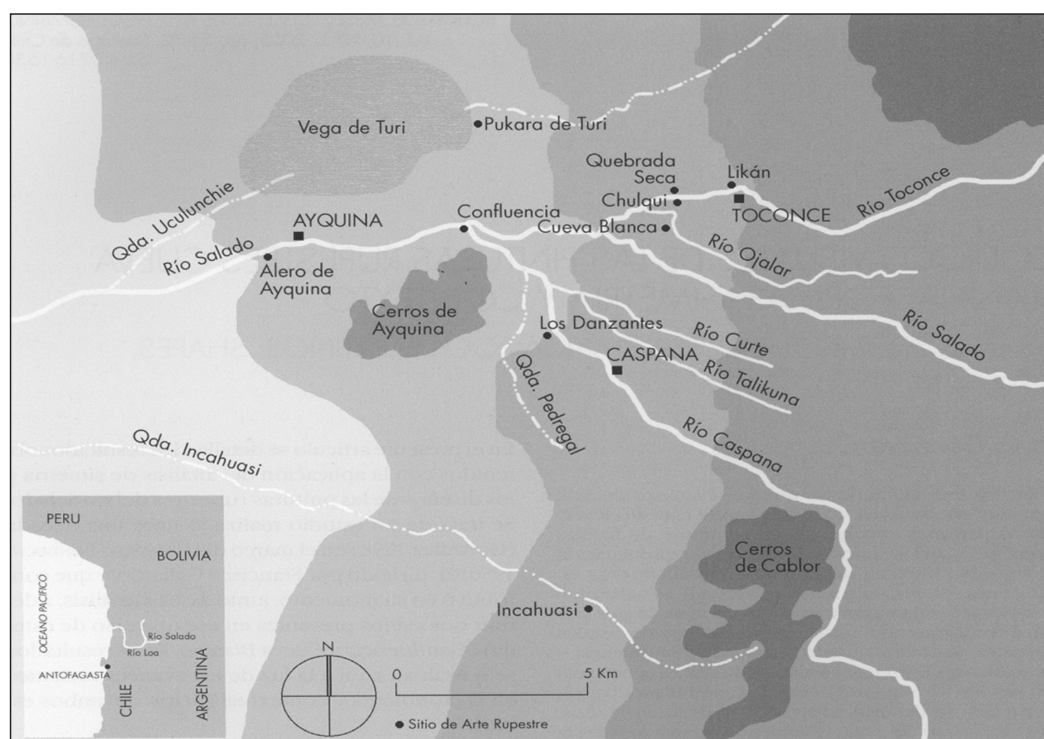 Vega de Turi
Pukara de Turi
Quebrada
Seca
Likán
Chulqui
TOCONCE
Río Toconce
Qda. Uculunchie
AYQUINA
Confluencia
Cueva Blanca
Río Salado
Alero de
Ayquina
Río Ojalar
Cerros de
Ayquina
Los Danzantes
Río Curte
Río Salado
CASPANA
Río Talikuna
Qda. Pedregal
Río Caspana
Qda. Incahuasi
Cerros
de Cablor
Incahuasi
PERU
BOLIVIA
OCEANO PACIFICO
Río Salado
Río Loa
ANTOFAGASTA
CHILE
ARGENTINA
N
0
5 Km
Sitio de Arte Rupestre